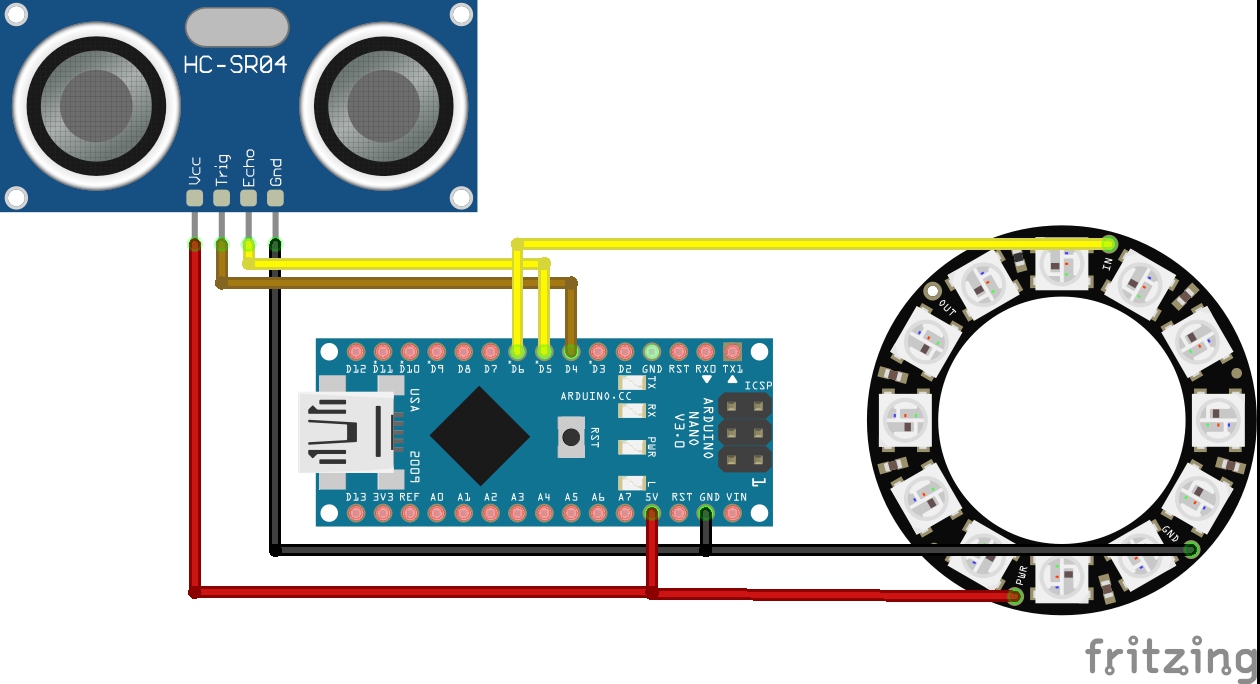 HC-SR04
Vcc
Trig
Echo
Gnd
IN
OUT
D12 D11 D10 D9 D8 D7 D6 D5 D4 D3 D2 GND RST RX0 TX1
TX
ICSP
USA
ARDUINO.CC
RX
ARDUINO
NANO
V3.0
RST
PWR
2009
L
1
D13 3V3 REF A0 A1 A2 A3 A4 A5 A6 A7 5V RST GND VIN
GND
PWR
fritzing